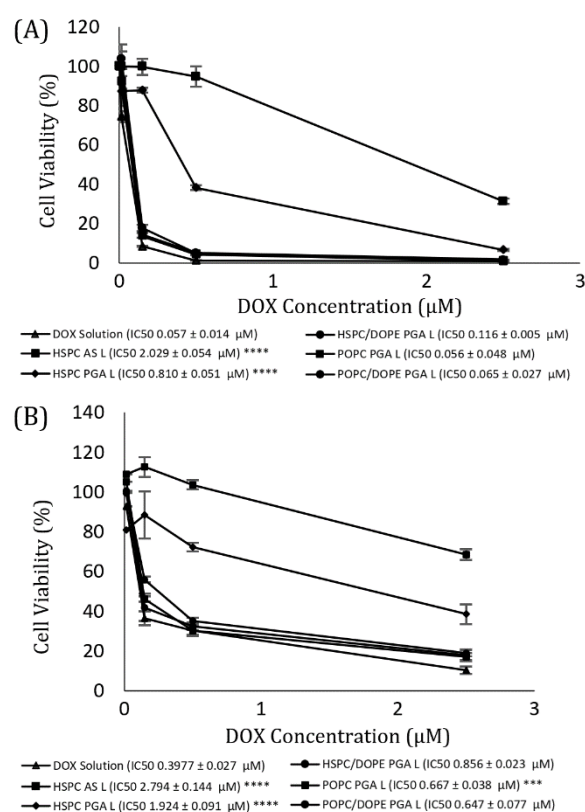 (A)
120
100
80
60
40
20
0
Cell Viability (%)
0 1 2 3
DOX Concentration (μM)
DOX Solution (IC50 0.057 ± 0.014 μM)
HSPC AS L (IC50 2.029 ± 0.054 μM) ****
HSPC PGA L (IC50 0.810 ± 0.051 μM) ****
HSPC/DOPE PGA L (IC50 0.116 ± 0.005 μM)
POPC PGA L (IC50 0.056 ± 0.048 μM)
POPC/DOPE PGA L (IC50 0.065 ± 0.027 μM)
(B)
140
120
100
80
60
40
20
0
Cell Viability (%)
0 1 2 3
DOX Concentration (μM)
DOX Solution (IC50 0.3977 ± 0.027 μM)
HSPC AS L (IC50 2.794 ± 0.144 μM) ****
HSPC PGA L (IC50 1.924 ± 0.091 μM) ****
HSPC/DOPE PGA L (IC50 0.856 ± 0.023 μM)
POPC PGA L (IC50 0.667 ± 0.038 μM) ***
POPC/DOPE PGA L (IC50 0.647 ± 0.077 μM)